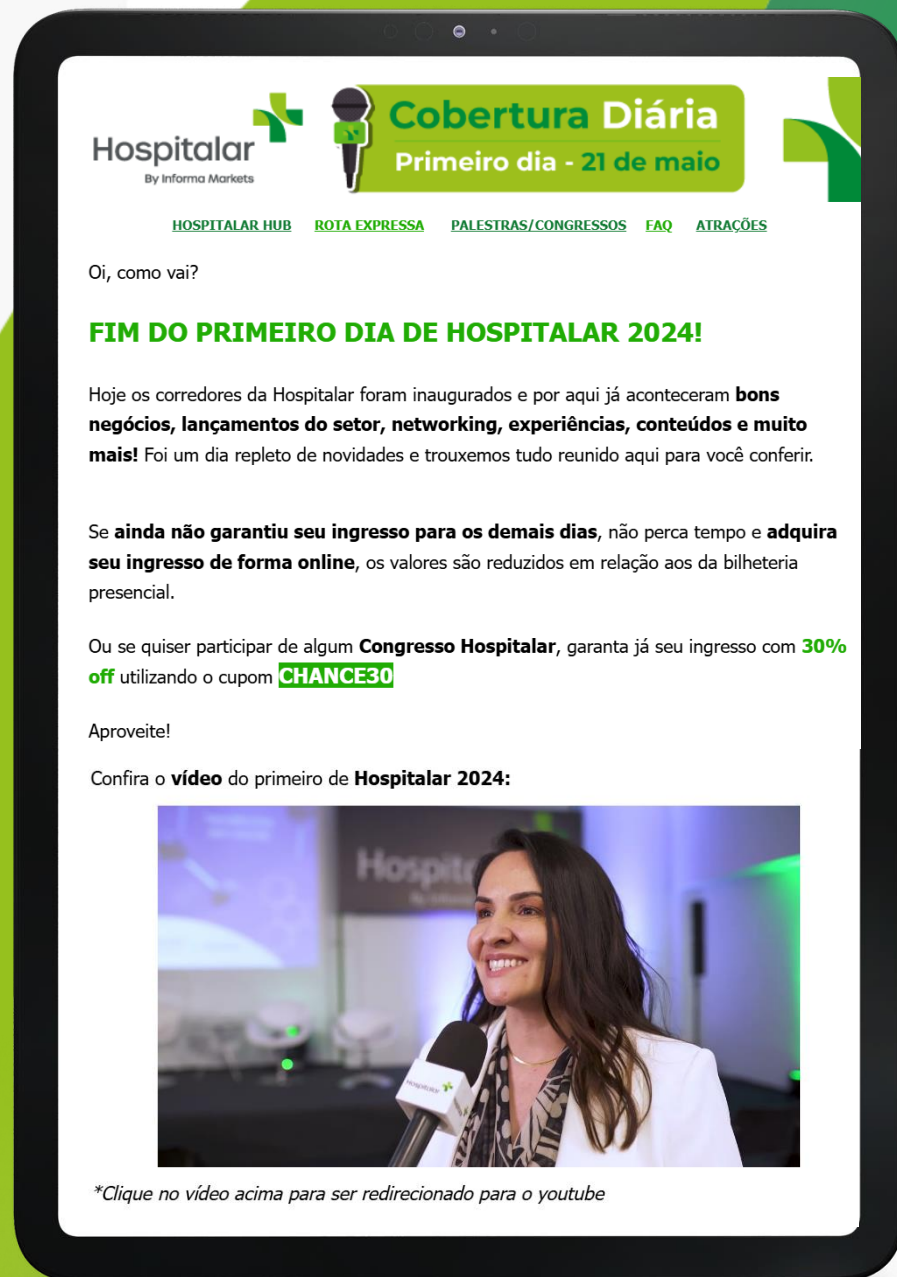 Hospitalar
By Informa Markets
Cobertura Diária
Primeiro dia - 21 de maio
HOSPITALAR HUB ROTA EXPRESSA PALESTRAS/CONGRESSOS FAQ ATRAÇÕES
Oi, como vai?
FIM DO PRIMEIRO DIA DE HOSPITALAR 2024!
Hoje os corredores da Hospitalar foram inaugurados e por aqui já aconteceram bons
negócios, lançamentos do setor, networking, experiências, conteúdos e muito
mais! Foi um dia repleto de novidades e trouxemos tudo reunido aqui para você conferir.
Se ainda não garantiu seu ingresso para os demais dias, não perca tempo e adquira
seu ingresso de forma online, os valores são reduzidos em relação aos da bilheteria
presencial.
Ou se quiser participar de algum Congresso Hospitalar, garanta já seu ingresso com 30%
off utilizando o cupom CHANCE30
Aproveite!
Confira o vídeo do primeiro de Hospitalar 2024:
Hospita
Hospitalar
*Clique no vídeo acima para ser redirecionado para o youtube